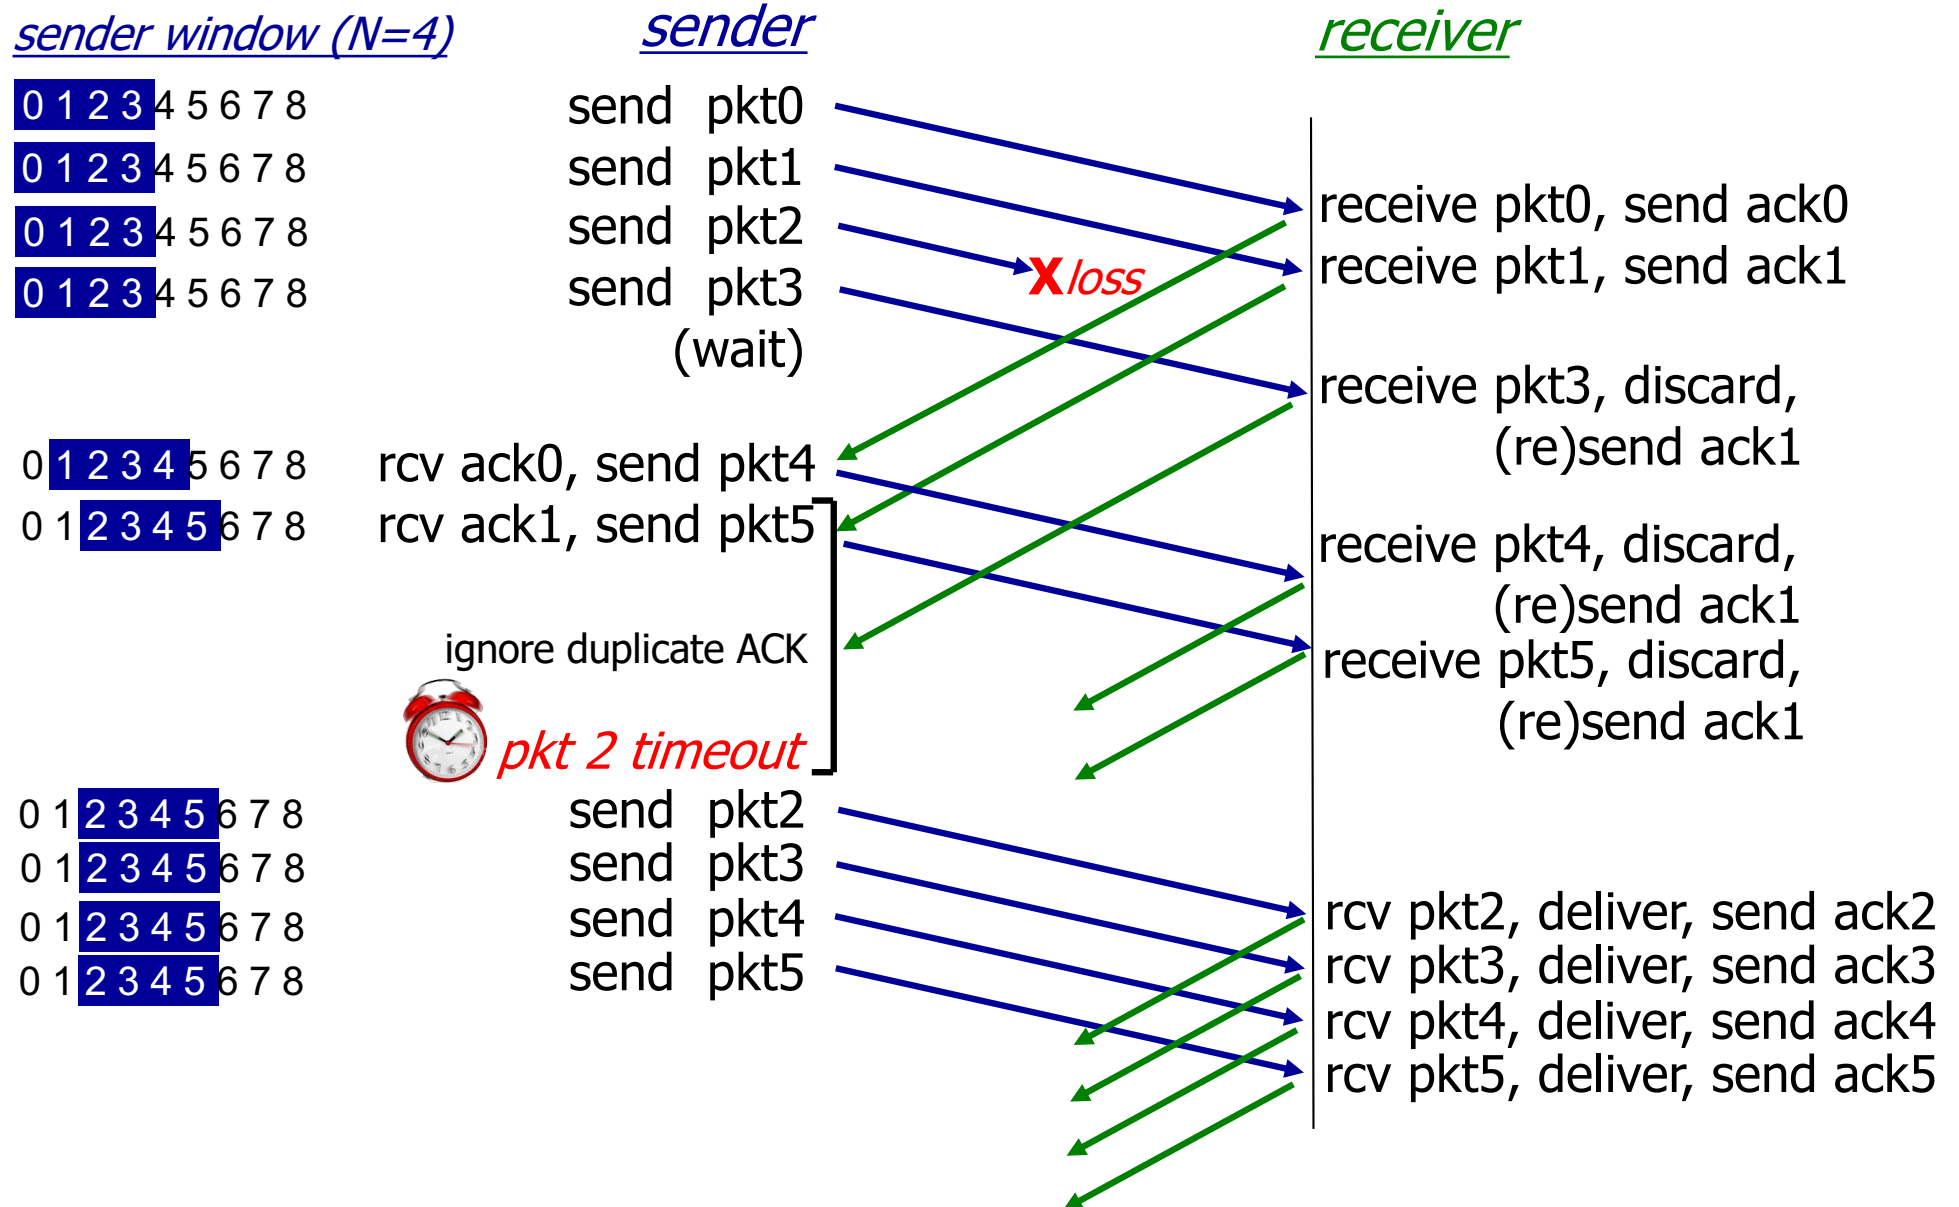 sender window (N=4) sender receiver
0 1 2 3 4 5 6 7 8 send pkt0
0 1 2 3 4 5 6 7 8 send pkt1
receive pkt0, send ack0
0 1 2 3 4 5 6 7 8 send pkt2
receive pkt1, send ack1
X loss
0 1 2 3 4 5 6 7 8 send pkt3
(wait)
receive pkt3, discard,
(re)send ack1
0 1 2 3 4 5 6 7 8 rcv ack0, send pkt4
0 1 2 3 4 5 6 7 8 rcv ack1, send pkt5
receive pkt4, discard,
(re)send ack1
ignore duplicate ACK
receive pkt5, discard,
(re)send ack1
pkt 2 timeout
0 1 2 3 4 5 6 7 8 send pkt2
0 1 2 3 4 5 6 7 8 send pkt3
0 1 2 3 4 5 6 7 8 send pkt4
rcv pkt2, deliver, send ack2
0 1 2 3 4 5 6 7 8 send pkt5
rcv pkt3, deliver, send ack3
rcv pkt4, deliver, send ack4
rcv pkt5, deliver, send ack5